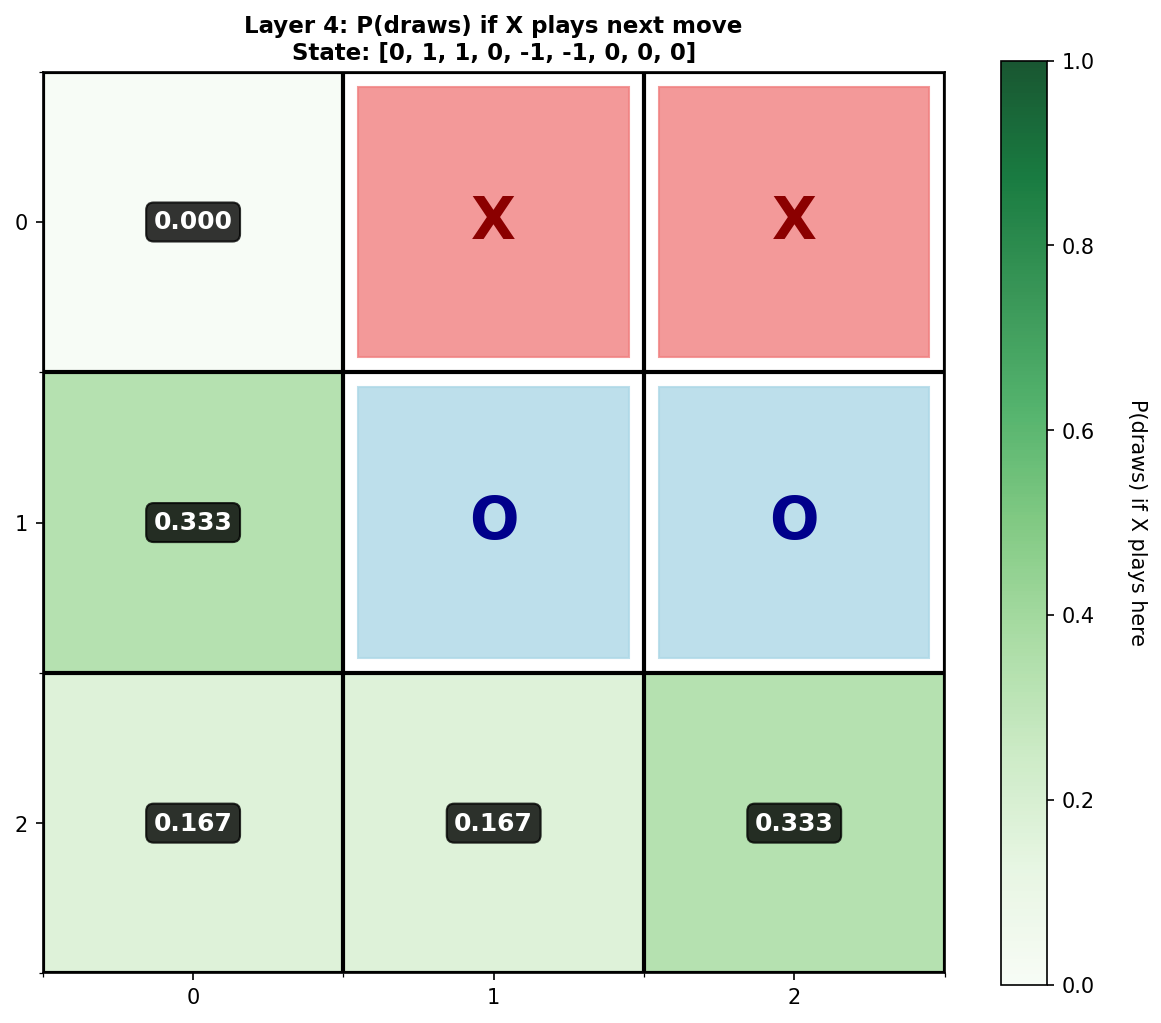 Layer 4: P(draws) if X plays next move
State: [0, 1, 1, 0, -1, -1, 0, 0, 0]
0
0.000
X
X
1
0.333
O
O
2
0.167
0.167
0.333
0
1
2
1.0
0.8
0.6
0.4
0.2
0.0
P(draws) if X plays here